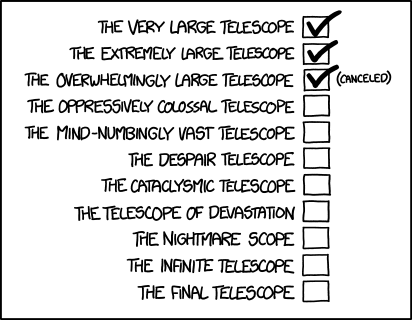 THE VERY LARGE TELESCOPE
THE EXTREMELY LARGE TELESCOPE
THE OVERWHELMINGLY LARGE TELESCOPE (CANCELED)
THE OPPRESSIVELY COLOSSAL TELESCOPE
THE MIND-NUMBINGLY VAST TELESCOPE
THE DESPAIR TELESCOPE
THE CATACLYSMIC TELESCOPE
THE TELESCOPE OF DEVASTATION
THE NIGHTMARE SCOPE
THE INFINITE TELESCOPE
THE FINAL TELESCOPE